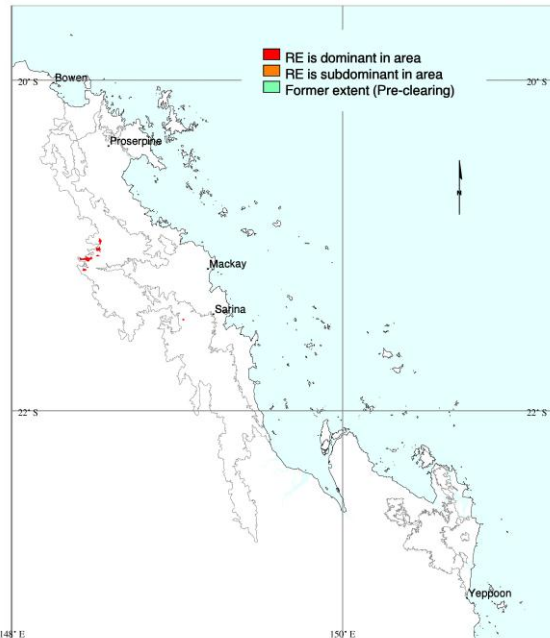 RE is dominant in area
RE is subdominant in area
Former extent (Pre-clearing)
20° S
20° S
Bowen
Proserpine
N
Mackay
Sarina
22° S
22° S
Yeppoon
148° E
150° E